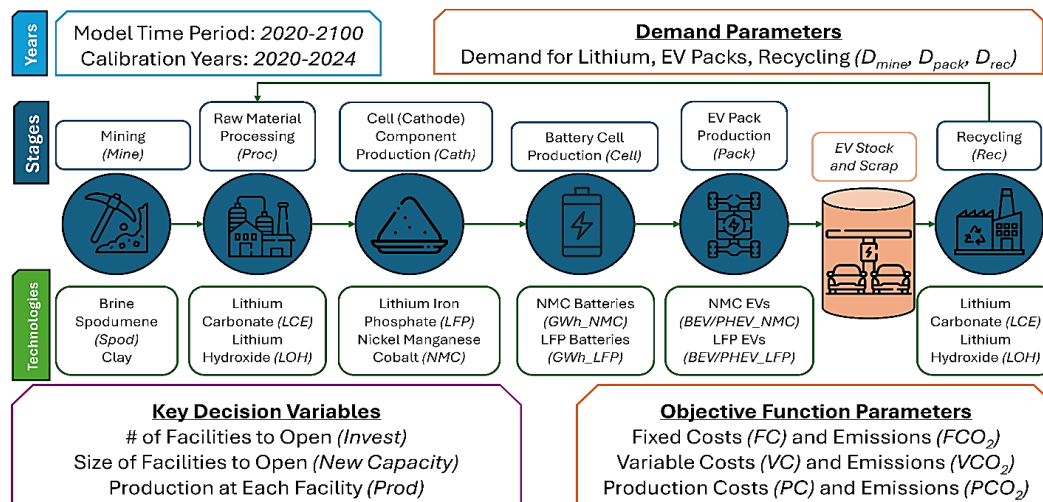 Years
Model Time Period: 2020-2100
Calibration Years: 2020-2024
Demand Parameters
Demand for Lithium, EV Packs, Recycling (D_mine, D_pack, D_rec)
Stages
Mining
(Mine)
Raw Material
Processing
(Proc)
Cell (Cathode)
Component
Production (Cath)
Battery Cell
Production (Cell)
EV Pack
Production
(Pack)
EV Stock
and Scrap
Recycling
(Rec)
Technologies
Brine
Spodumene
(Spod)
Clay
Lithium
Carbonate (LCE)
Lithium
Hydroxide (LOH)
Lithium Iron
Phosphate (LFP)
Nickel Manganese
Cobalt (NMC)
NMC Batteries
(GWh_NMC)
LFP Batteries
(GWh_LFP)
NMC EVs
(BEV/PHEV_NMC)
LFP EVs
(BEV/PHEV_LFP)
Lithium
Carbonate (LCE)
Lithium
Hydroxide (LOH)
Key Decision Variables
# of Facilities to Open (Invest)
Size of Facilities to Open (New Capacity)
Production at Each Facility (Prod)
Objective Function Parameters
Fixed Costs (FC) and Emissions (FCO₂)
Variable Costs (VC) and Emissions (VCO₂)
Production Costs (PC) and Emissions (PCO₂)